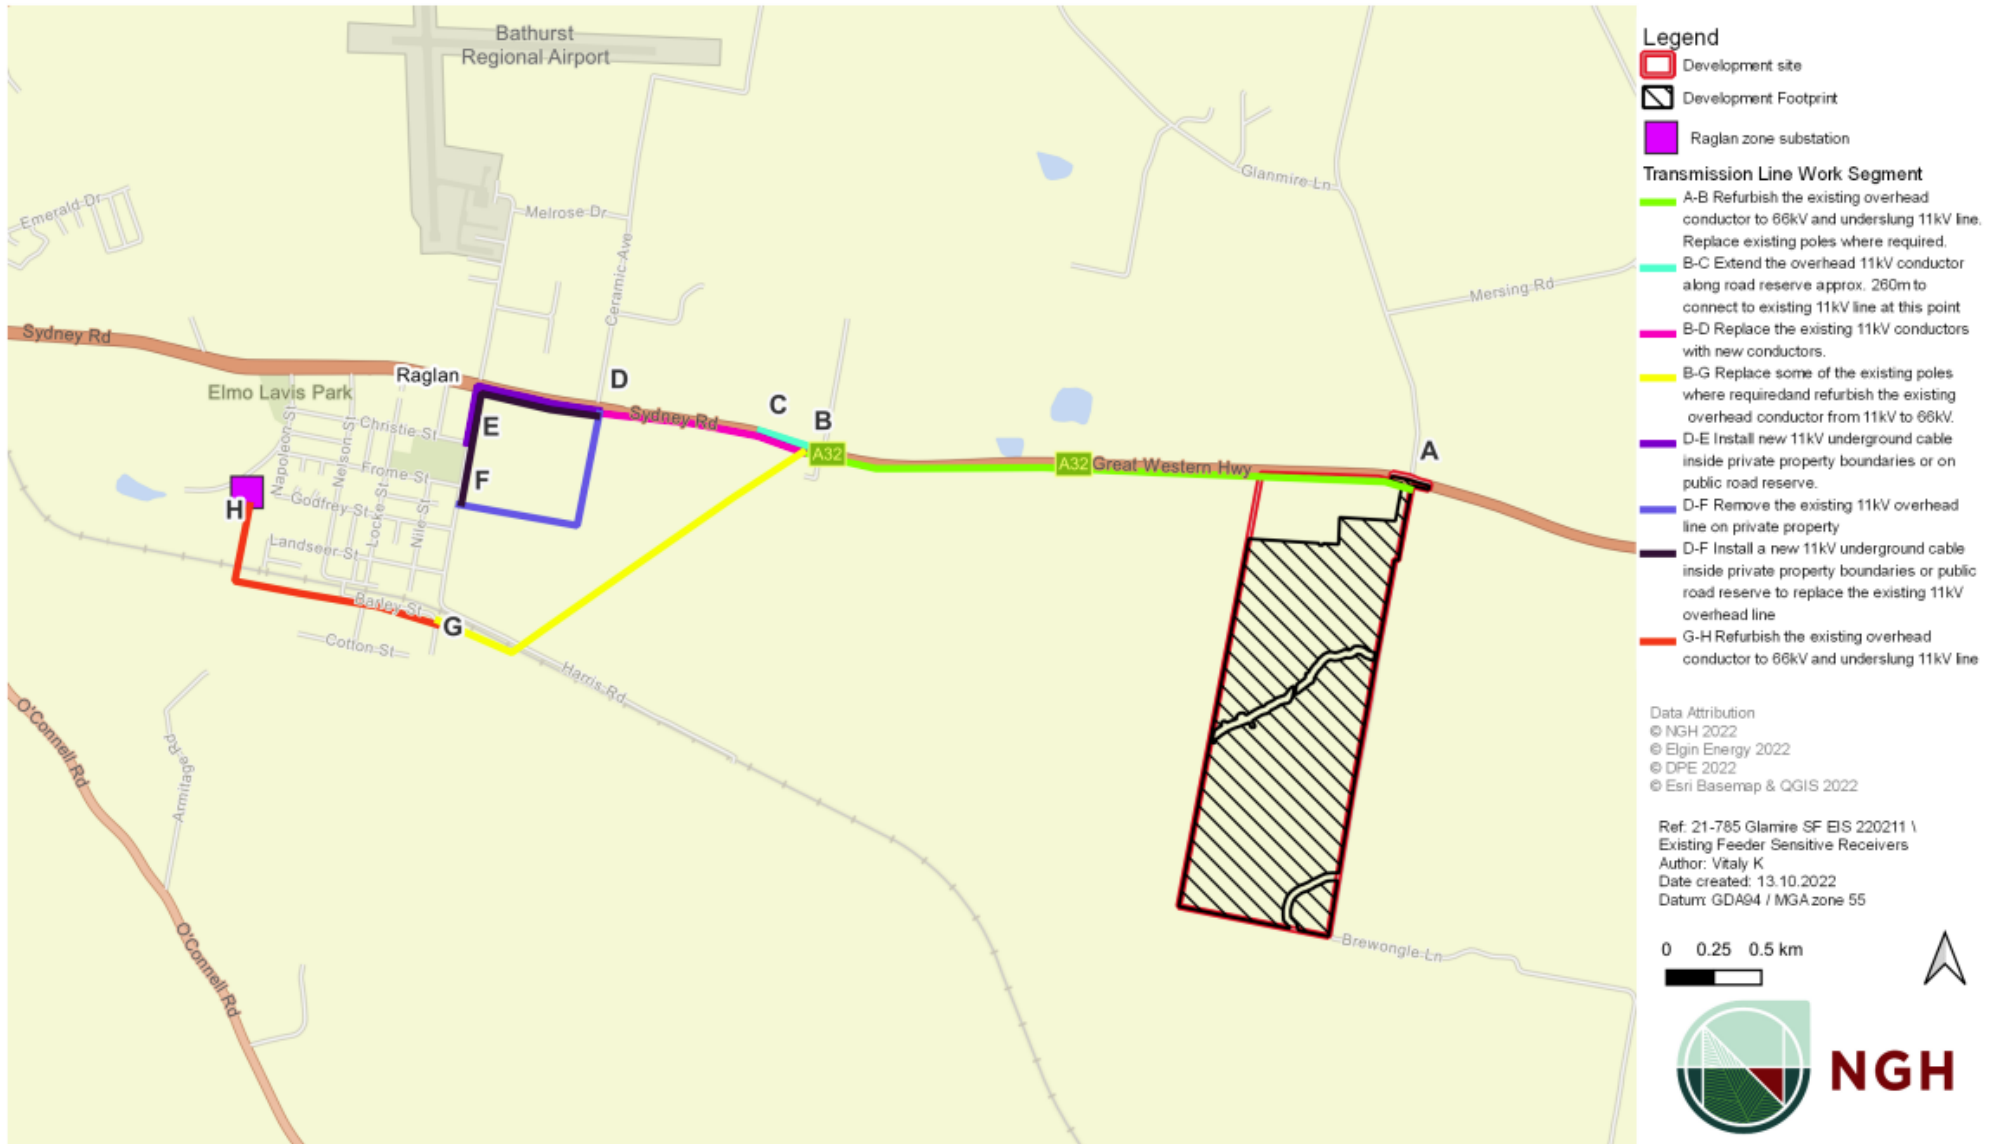 Bathurst
Regional Airport
Emerald Dr
Melrose Dr
Ceramic Ave
Glanmire Ln
Mersing Rd
Sydney Rd
Raglan
Elmo Lavis Park
D
Sydney Rd
C
B
A32
A32
Great Western Hwy
A
E
F
Christie St
Napoleon St
Nelson St
Frome St
Locke St
Godfrey St
Nile St
H
Landseer St
Barley St
G
Cotton St
Harris Rd
O'Connell Rd
Armitage Rd
O'Connell Rd
Brewongle Ln
Legend
Development site
Development Footprint
Raglan zone substation
Transmission Line Work Segment
A-B Refurbish the existing overhead
conductor to 66kV and underslung 11kV line.
Replace existing poles where required.
B-C Extend the overhead 11kV conductor
along road reserve approx. 260m to
connect to existing 11kV line at this point
B-D Replace the existing 11kV conductors
with new conductors.
B-G Replace some of the existing poles
where requiredand refurbish the existing
overhead conductor from 11kV to 66kV.
D-E Install new 11kV underground cable
inside private property boundaries or on
public road reserve.
D-F Remove the existing 11kV overhead
line on private property
D-F Install a new 11kV underground cable
inside private property boundaries or public
road reserve to replace the existing 11kV
overhead line
G-H Refurbish the existing overhead
conductor to 66kV and underslung 11kV line
Data Attribution
© NGH 2022
© Elgin Energy 2022
© DPE 2022
© Esri Basemap & QGIS 2022
Ref: 21-785 Glamire SF EIS 220211 \
Existing Feeder Sensitive Receivers
Author: Vitaly K
Date created: 13.10.2022
Datum: GDA94 / MGA zone 55
0 0.25 0.5 km
NGH